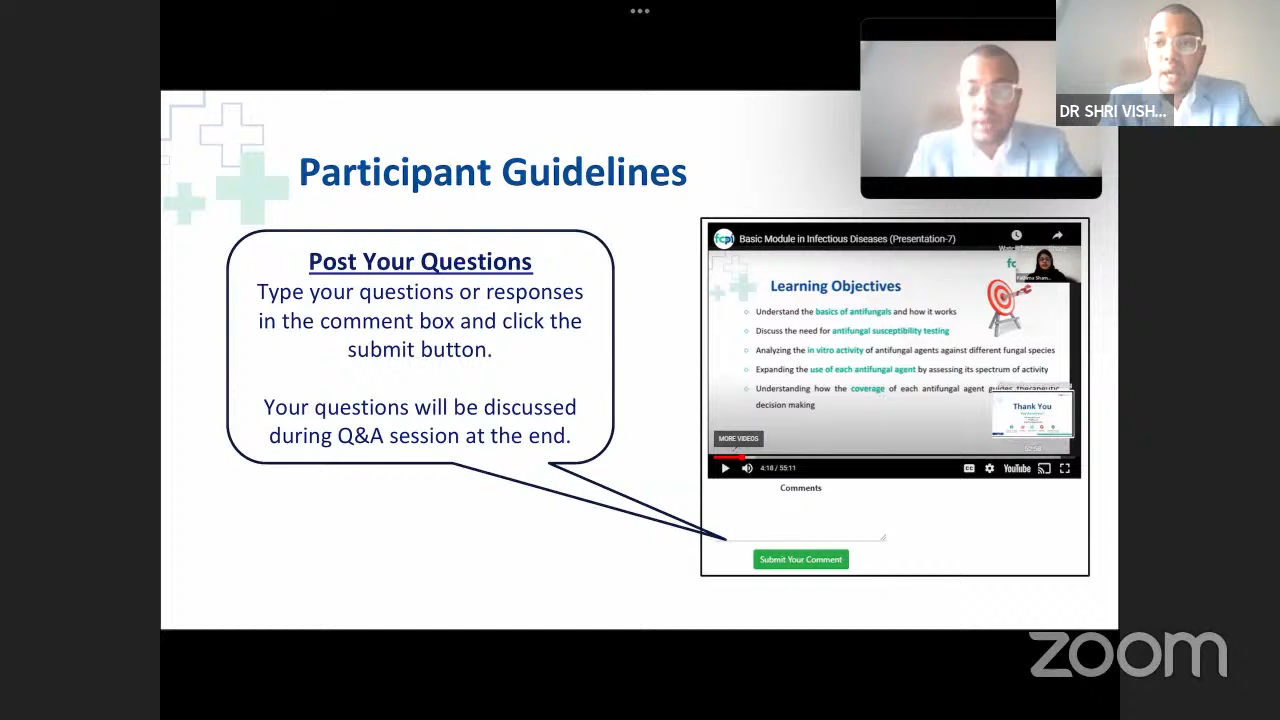 DR SHRI VISH...
Participant Guidelines
Post Your Questions
Type your questions or responses
in the comment box and click the
submit button.
Your questions will be discussed
during Q&A session at the end.
fcpi
Basic Module in Infectious Diseases (Presentation-7)
Learning Objectives
Understand the basics of antifungals and how it works
Discuss the need for antifungal susceptibility testing
Analyzing the in vitro activity of antifungal agents against different fungal species
Expanding the use of each antifungal agent by assessing its spectrum of activity
Understanding how the coverage of each antifungal agent guides therapeutic
decision making
Thank You
MORE VIDEOS
4:18 / 55:11
CC
YouTube
Comments
Submit Your Comment
zoom